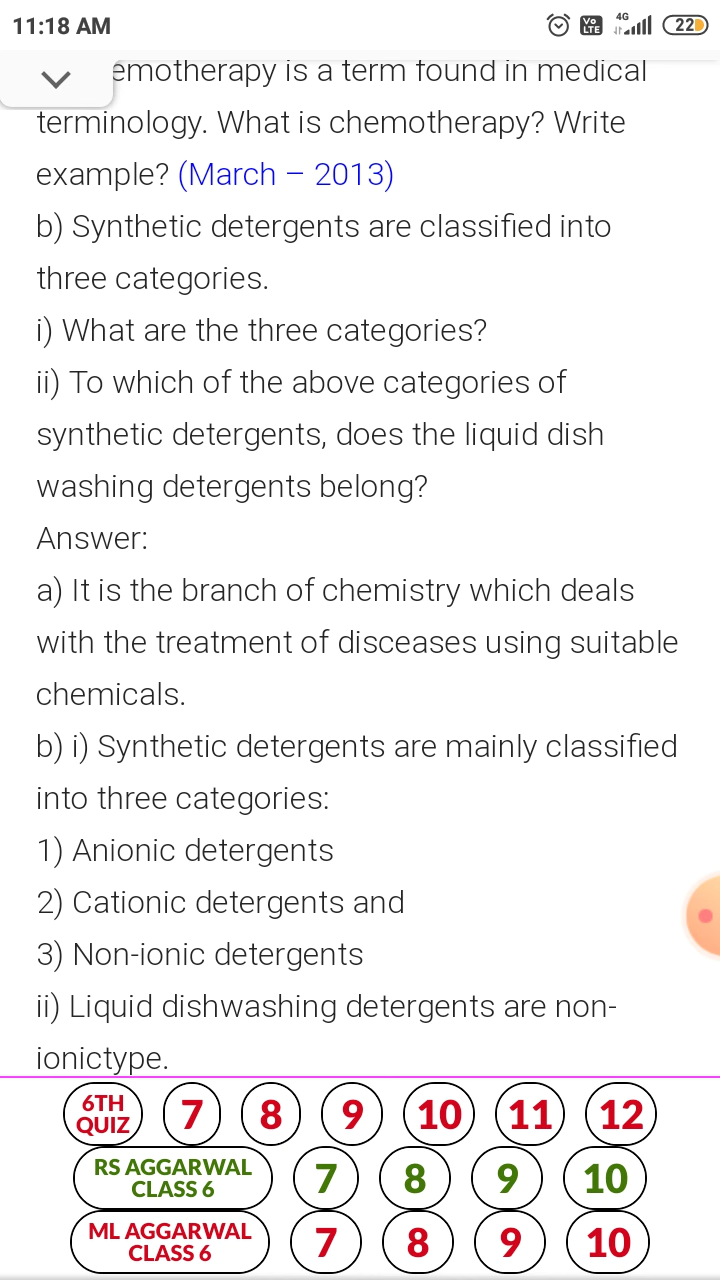 11:18 AM
Vo LTE 4G 22
emotherapy is a term found in medical
terminology. What is chemotherapy? Write
example? (March – 2013)
b) Synthetic detergents are classified into
three categories.
i) What are the three categories?
ii) To which of the above categories of
synthetic detergents, does the liquid dish
washing detergents belong?
Answer:
a) It is the branch of chemistry which deals
with the treatment of disceases using suitable
chemicals.
b) i) Synthetic detergents are mainly classified
into three categories:
1) Anionic detergents
2) Cationic detergents and
3) Non-ionic detergents
ii) Liquid dishwashing detergents are non-
ionictype.
6TH
QUIZ 7 8 9 10 11 12
RS AGGARWAL
CLASS 6 7 8 9 10
ML AGGARWAL
CLASS 6 7 8 9 10